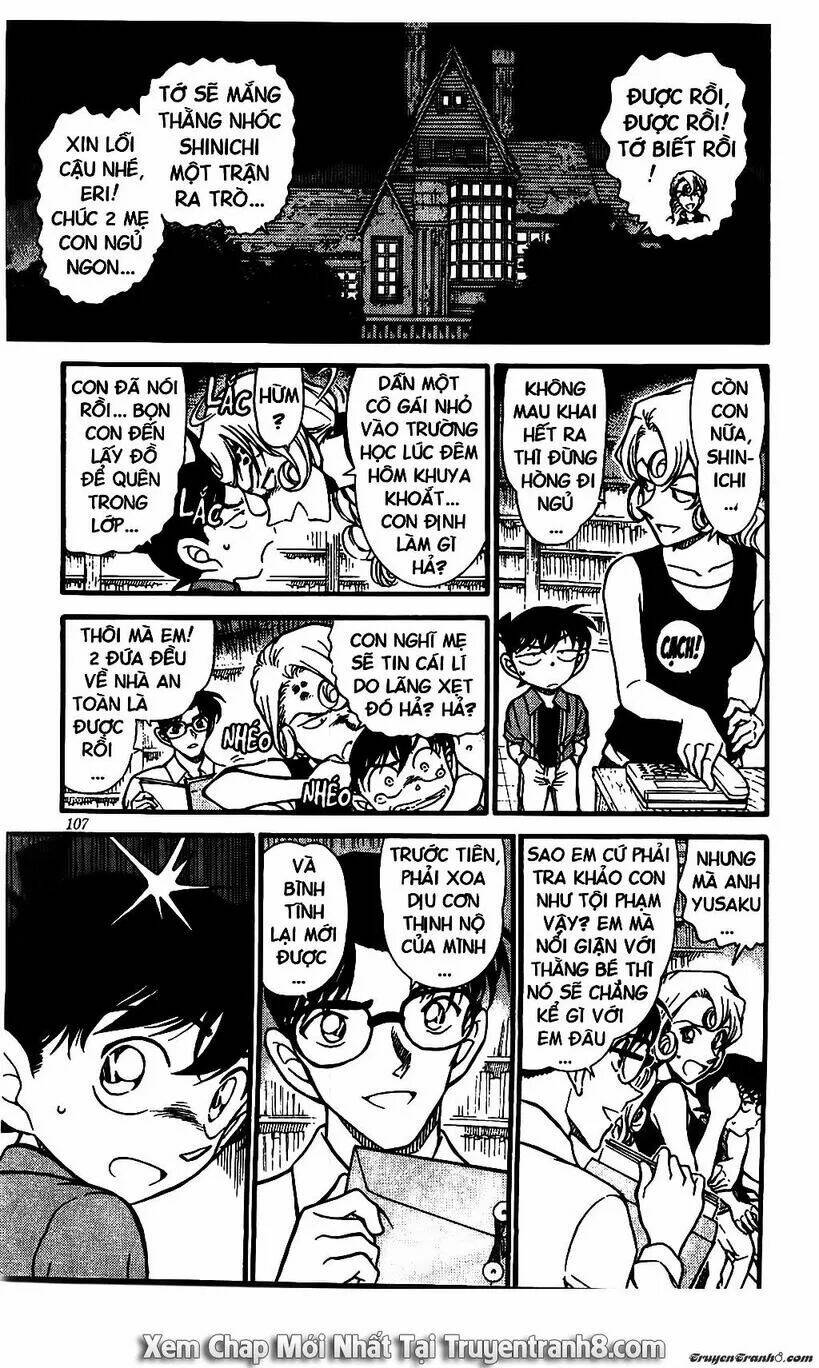 ĐƯỢC RỒI,
ĐƯỢC RỒI!
TỚ BIẾT RỒI
!
TỚ SẼ MẮNG
THẰNG NHÓC
SHINICHI
MỘT TRẬN
RA TRÒ...
XIN LỖI
CẬU NHÉ,
ERI!
CHÚC 2 MẸ
CON NGỦ
NGON...
CÒN
CON
NỮA,
SHIN-
ICHI
...
KHÔNG
MAU KHAI
HẾT RA
THÌ ĐỪNG
HÒNG ĐI
NGỦ
...
CẠCH!
DẪN MỘT
CÔ GÁI NHỎ
VÀO TRƯỜNG
HỌC LÚC ĐÊM
HÔM KHUYA
KHOẮT...
CON ĐỊNH
LÀM GÌ
HẢ?
HỪM
?
LẮC
LẮC
CON ĐÃ NÓI
RỒI... BỌN
CON ĐẾN
LẤY ĐỒ
ĐỂ QUÊN
TRONG
LỚP...
CON NGHĨ MẸ
SẼ TIN CÁI LÍ
DO LÃNG XẸT
ĐÓ HẢ? HẢ?
NHÉO
NHÉO
THÔI MÀ EM!
2 ĐỨA ĐỀU
VỀ NHÀ AN
TOÀN LÀ
ĐƯỢC
RỒI
...
107
NHƯNG
MÀ ANH
YUSAKU
...
SAO EM CỨ PHẢI
TRA KHẢO CON
NHƯ TỘI PHẠM
VẬY? EM MÀ
NỔI GIẬN VỚI
THẰNG BÉ THÌ
NÓ SẼ CHẲNG
KỂ GÌ VỚI
EM ĐÂU
...
TRƯỚC TIÊN,
PHẢI XOA
DỊU CƠN
THỊNH NỘ
CỦA MÌNH
...
VÀ
BÌNH
TĨNH
LẠI MỚI
ĐƯỢC
...
Xem Chap Mới Nhất Tại Truyentranh8.com
TruyenTranh8.com